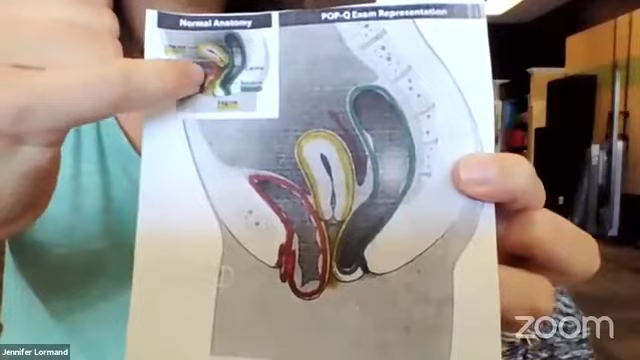 Normal Anatomy
POP-Q Exam Representation
zoom
Jennifer Lormand